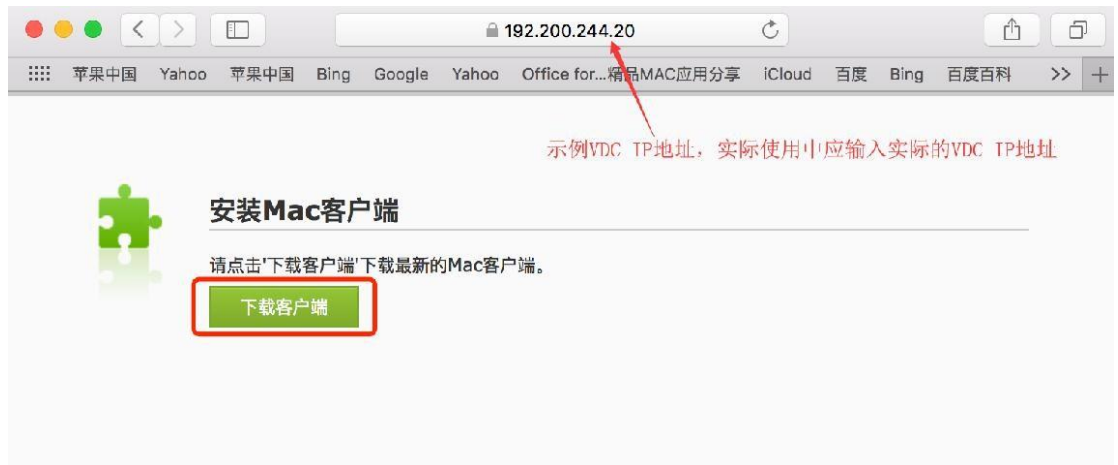 192.200.244.20
苹果中国 Yahoo 苹果中国 Bing Google Yahoo Office for...精品MAC应用分享 iCloud 百度 Bing 百度百科 >> +
示例VDC IP地址，实际使用中应输入实际的VDC IP地址
安装Mac客户端
请点击'下载客户端'下载最新的Mac客户端。
下载客户端